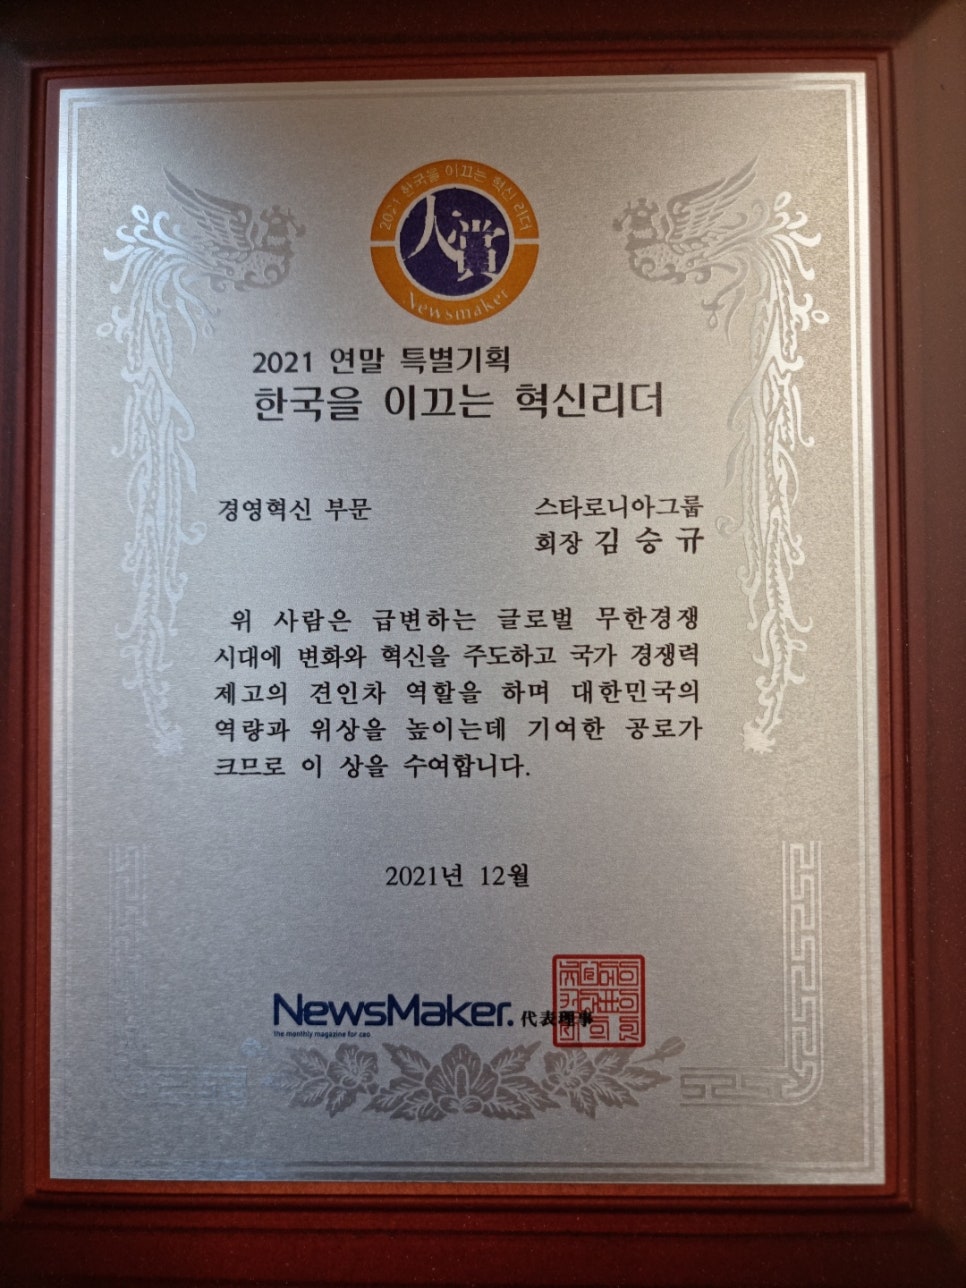 2021 한국을 이끄는 혁신 리더
人賞
Newsmaker
2021 연말 특별기획
한국을 이끄는 혁신리더
경영혁신 부문
스타로니아그룹
회장 김 승 규
위 사람은 급변하는 글로벌 무한경쟁
시대에 변화와 혁신을 주도하고 국가 경쟁력
제고의 견인차 역할을 하며 대한민국의
역량과 위상을 높이는데 기여한 공로가
크므로 이 상을 수여합니다.
2021년 12월
NewsMaker. 代表理事
the monthly magazine for ceo